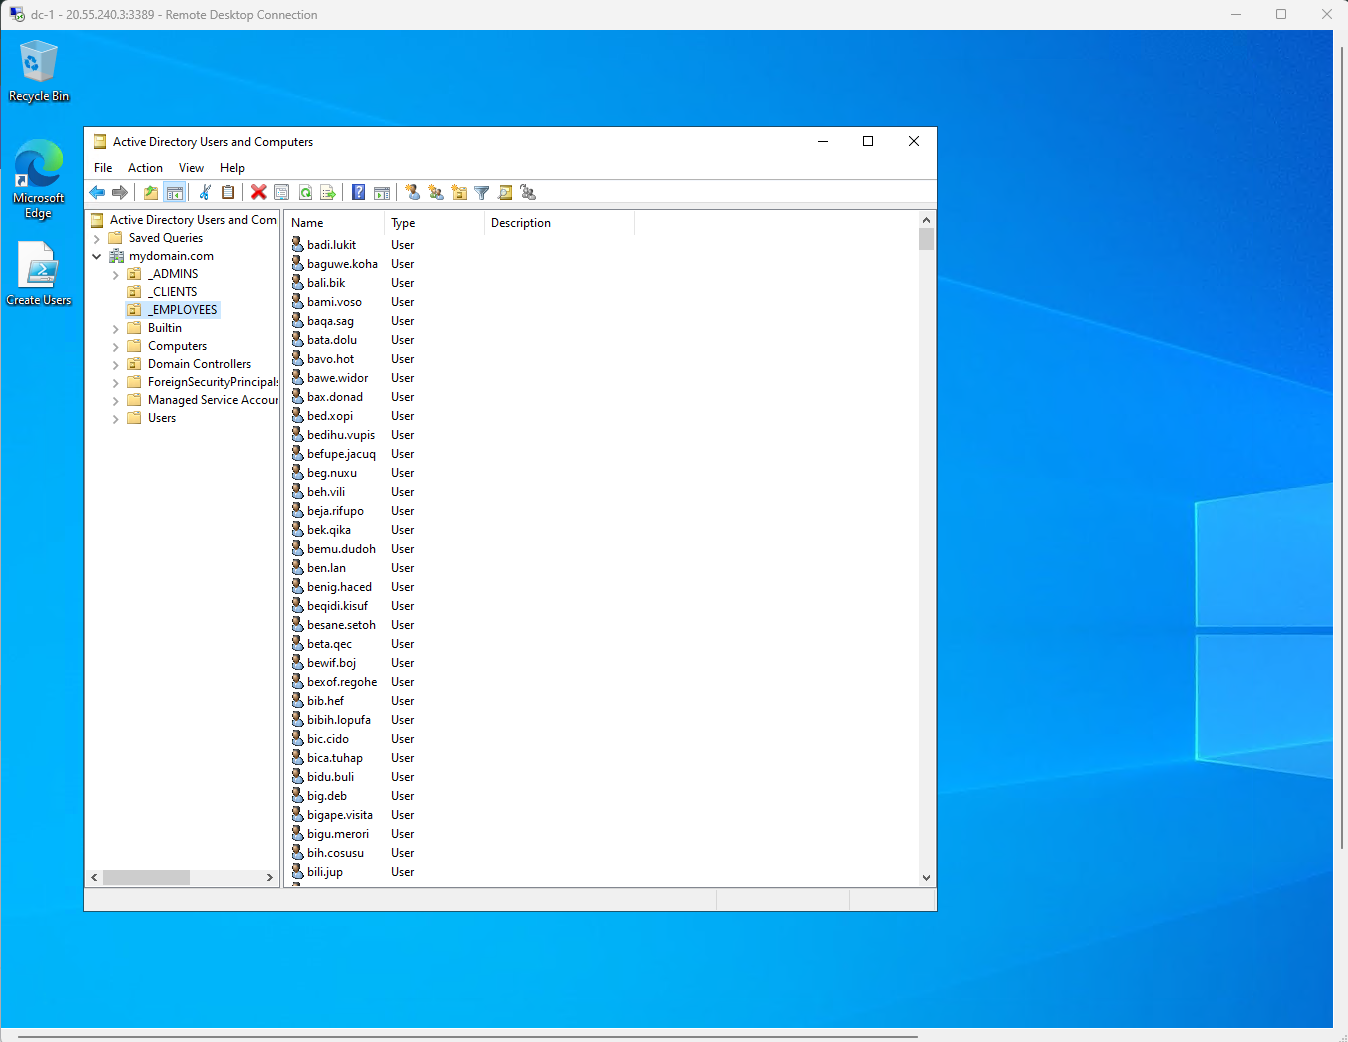 dc-1 - 20.55.240.3:3389 - Remote Desktop Connection
Recycle Bin
Microsoft
Edge
Create Users
Active Directory Users and Computers
File Action View Help
Active Directory Users and Com
Saved Queries
mydomain.com
_ADMINS
_CLIENTS
_EMPLOYEES
Builtin
Computers
Domain Controllers
ForeignSecurityPrincipals
Managed Service Accour
Users
Name Type Description
badi.lukit User
baguwe.koha User
bali.bik User
bami.voso User
baqa.sag User
bata.dolu User
bavo.hot User
bawe.widor User
bax.donad User
bed.xopi User
bedihu.vupis User
befupe.jacuq User
beg.nuxu User
beh.vili User
beja.rifupo User
bek.qika User
bemu.dudoh User
ben.lan User
benig.haced User
beqidi.kisuf User
besane.setoh User
beta.qec User
bewif.boj User
bexof.regohe User
bib.hef User
bibih.lopufa User
bic.cido User
bica.tuhap User
bidu.buli User
big.deb User
bigape.visita User
bigu.merori User
bih.cosusu User
bili.jup User